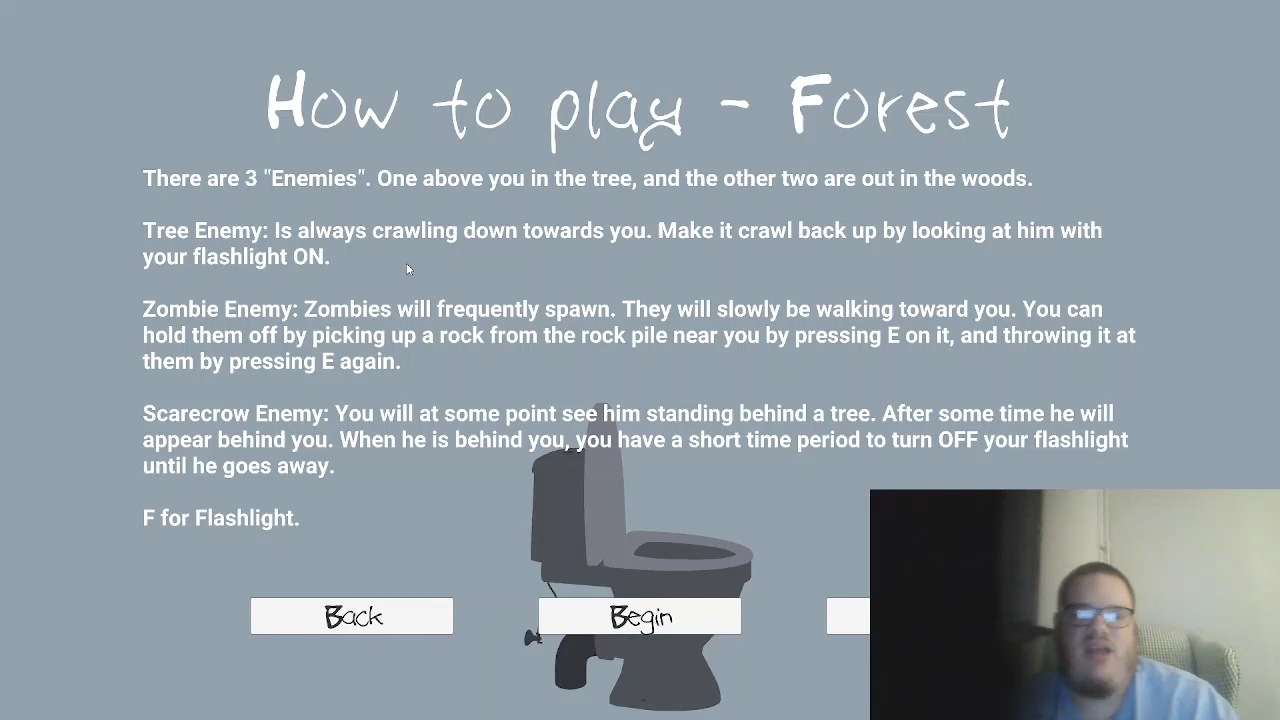 How to play - Forest
There are 3 "Enemies". One above you in the tree, and the other two are out in the woods.
Tree Enemy: Is always crawling down towards you. Make it crawl back up by looking at him with
your flashlight ON.
Zombie Enemy: Zombies will frequently spawn. They will slowly be walking toward you. You can
hold them off by picking up a rock from the rock pile near you by pressing E on it, and throwing it at
them by pressing E again.
Scarecrow Enemy: You will at some point see him standing behind a tree. After some time he will
appear behind you. When he is behind you, you have a short time period to turn OFF your flashlight
until he goes away.
F for Flashlight.
Back Begin